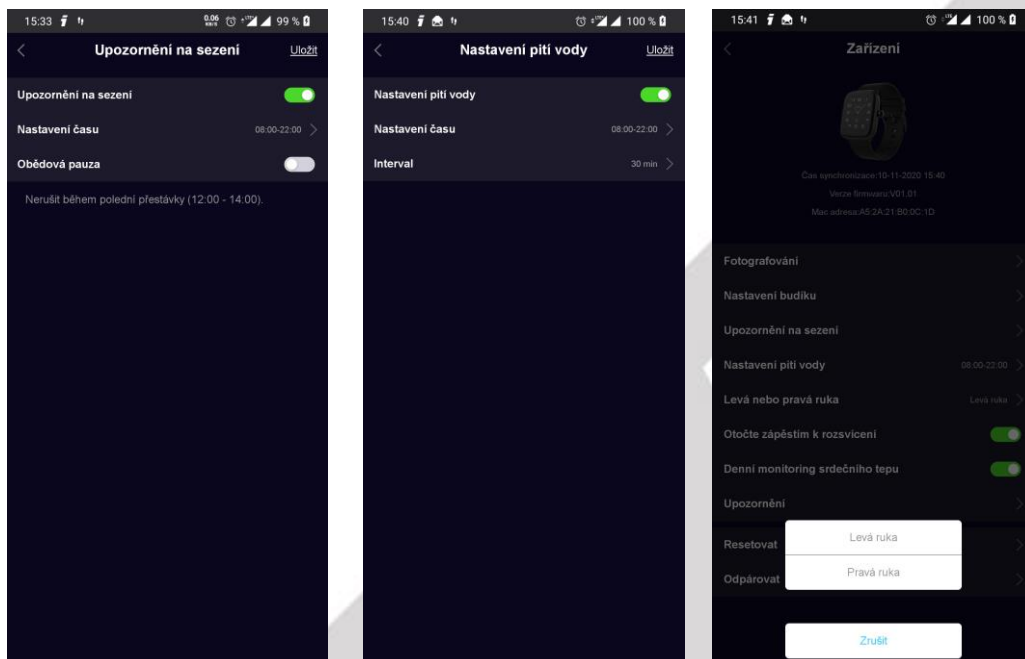 15:33
0.06
KB/S
99 %
Upozornění na sezení
Uložit
Upozornění na sezení
Nastavení času
08:00-22:00
Obědová pauza
Nerušit během polední přestávky (12:00 - 14:00).
15:40
100 %
Nastavení pití vody
Uložit
Nastavení pití vody
Nastavení času
08:00-22:00
Interval
30 min
15:41
100 %
Zařízení
Čas synchronizace:10-11-2020 15:40
Verze firmwaru:V01.01
Mac adresa:A5:2A:21:B0:0C:1D
Fotografování
Nastavení budíku
Upozornění na sezení
Nastavení pití vody
08:00-22:00
Levá nebo pravá ruka
Levá ruka
Otočte zápěstím k rozsvícení
Denní monitoring srdečního tepu
Upozornění
Resetovat
Odpárovat
Levá ruka
Pravá ruka
Zrušit